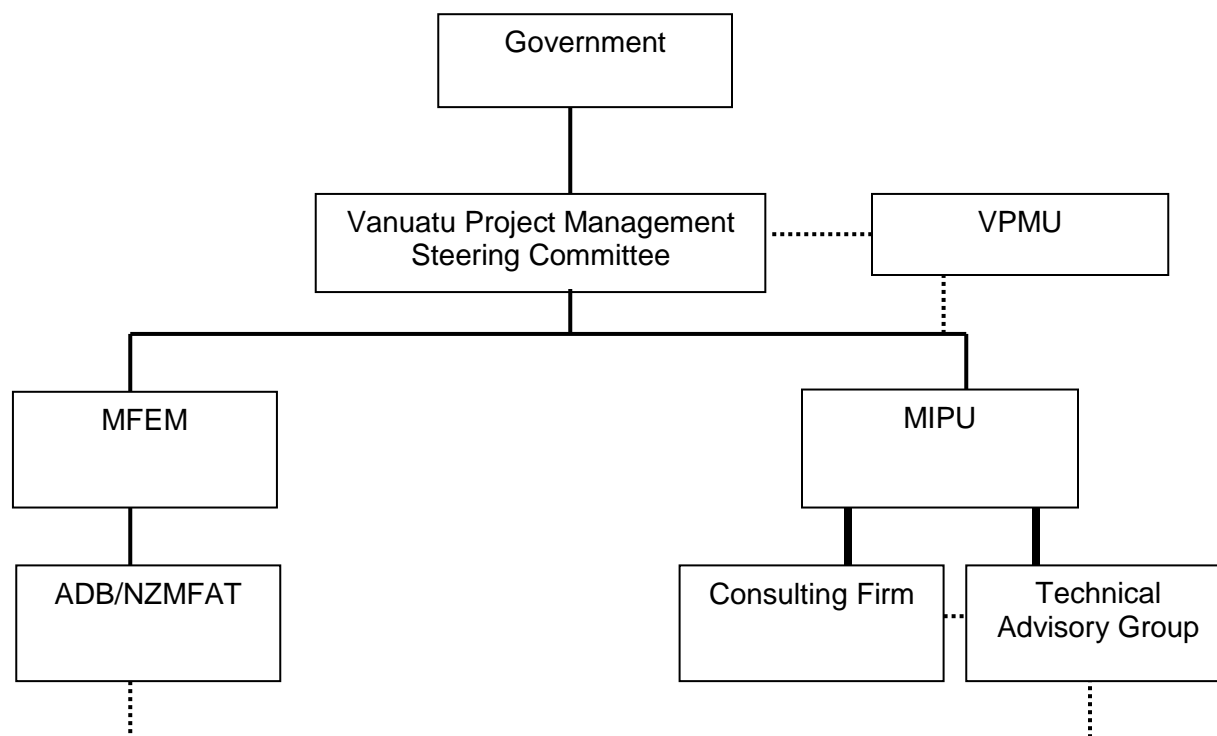 Government
Vanuatu Project Management
Steering Committee
VPMU
MFEM
MIPU
ADB/NZMFAT
Consulting Firm
Technical
Advisory Group